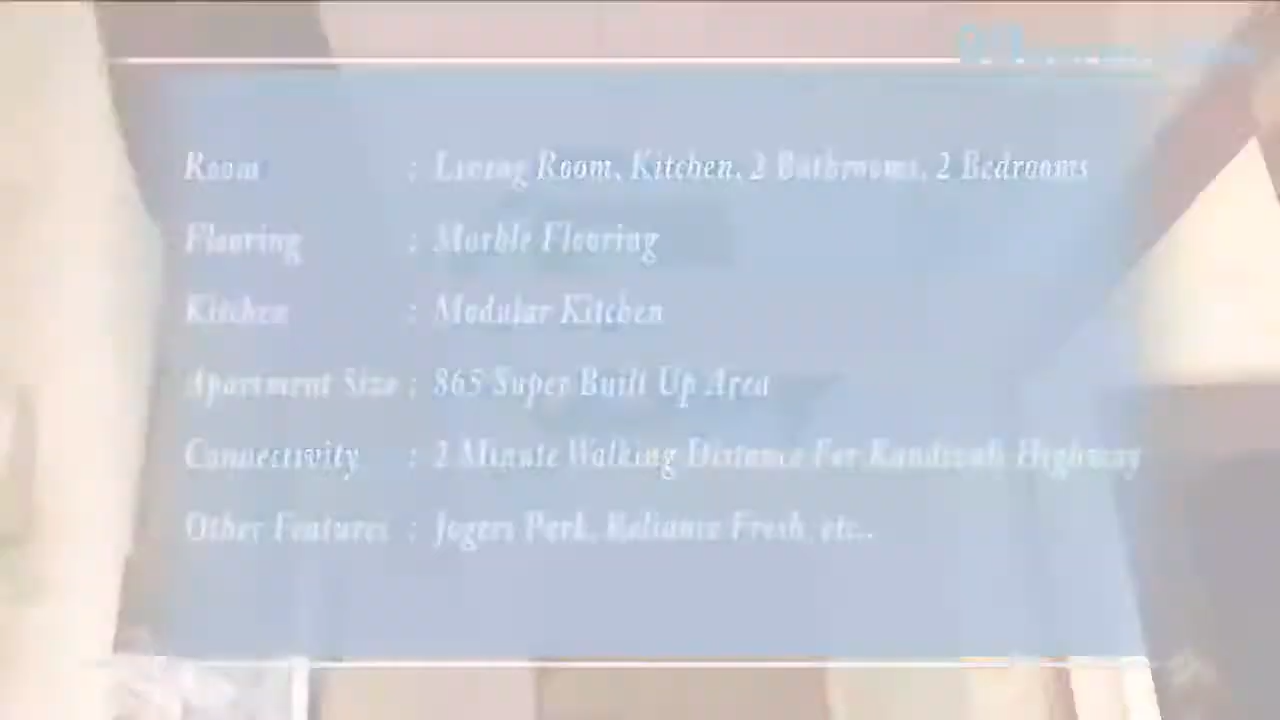 Room : Living Room, Kitchen, 2 Bathrooms, 2 Bedrooms
Flooring : Marble Flooring
Kitchen : Modular Kitchen
Apartment Size : 865 Super Built Up Area
Connectivity : 2 Minute Walking Distance For Kandivali Highway
Other Features : Jogers Park, Reliance Fresh, etc..